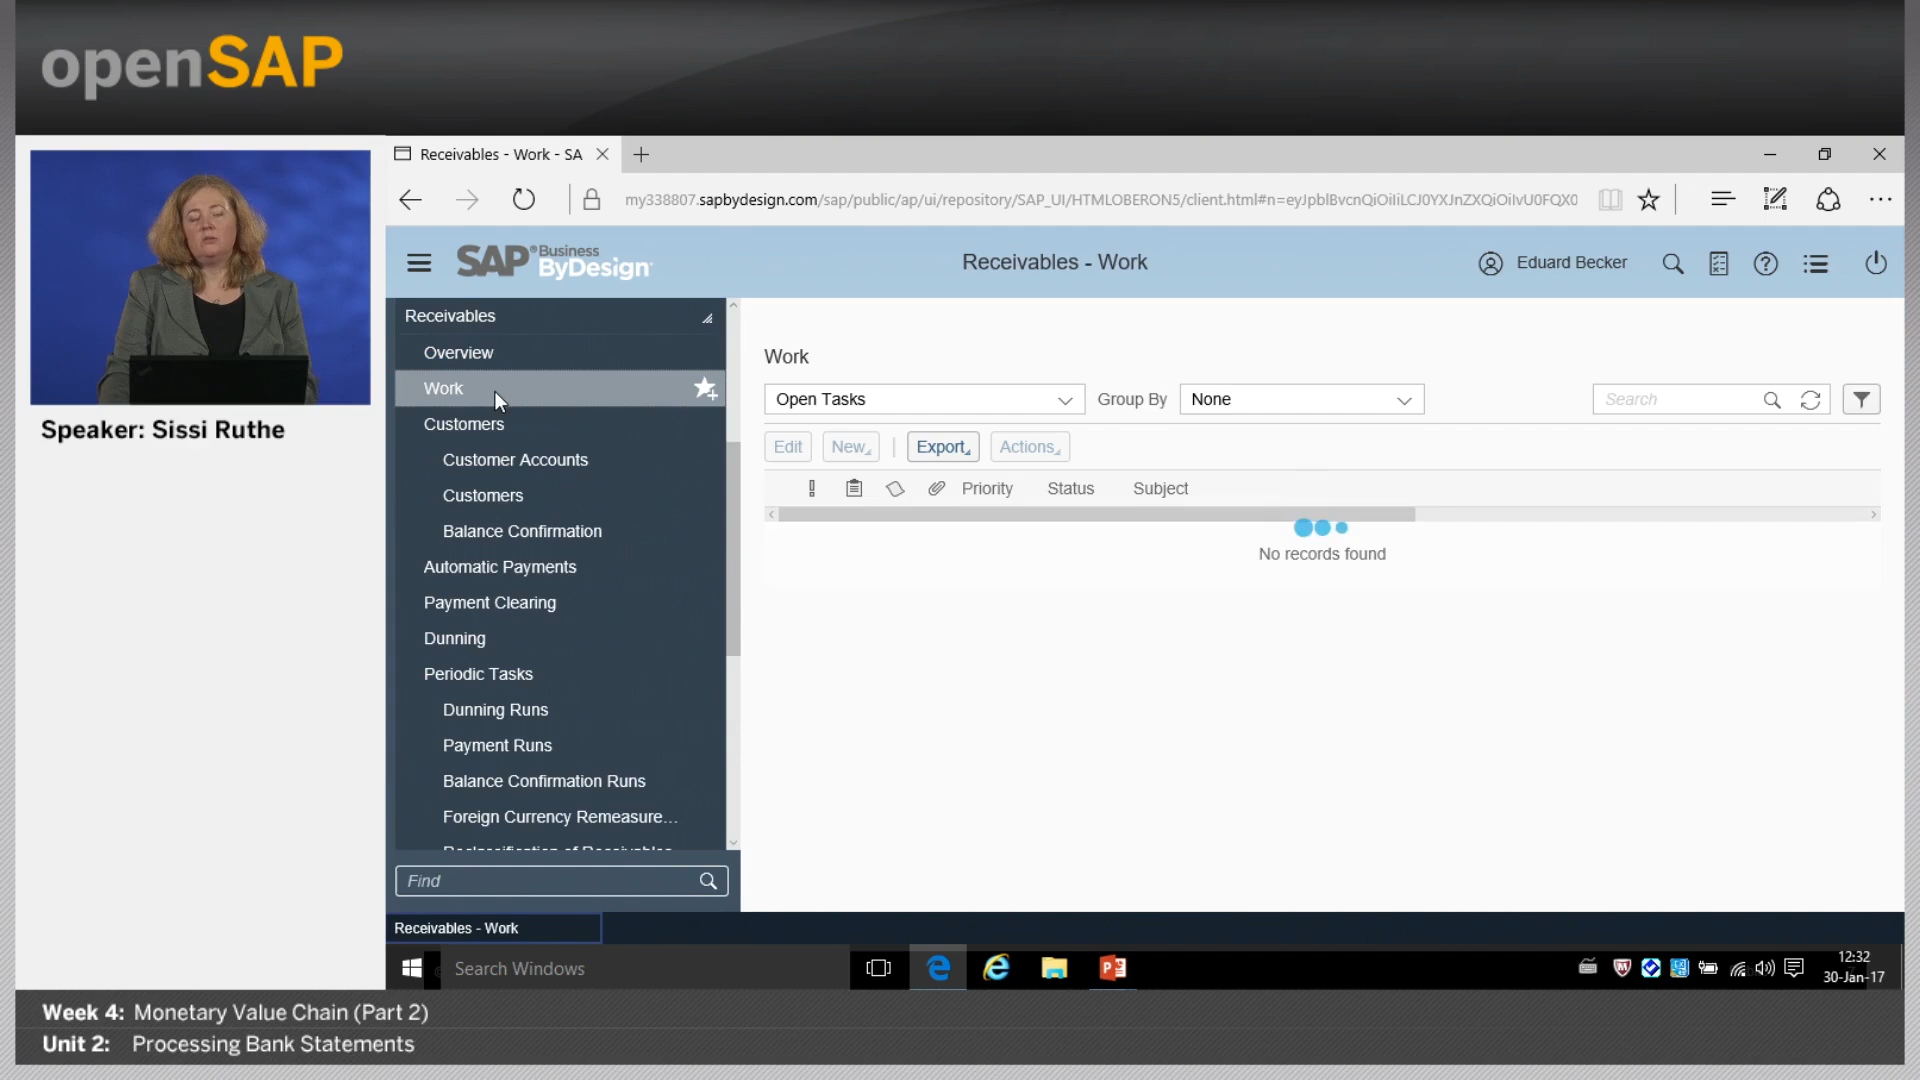 openSAP
Speaker: Sissi Ruthe
Receivables - Work - SA
my338807.sapbydesign.com/sap/public/ap/ui/repository/SAP_UI/HTMLOBERON5/client.html#n=
SAP® Business ByDesign
Receivables - Work
Eduard Becker
Receivables
Overview
Work
Customers
Customer Accounts
Customers
Balance Confirmation
Automatic Payments
Payment Clearing
Dunning
Periodic Tasks
Dunning Runs
Payment Runs
Balance Confirmation Runs
Foreign Currency Remeasure...
Find
Work
Open Tasks
Group By
None
Search
Edit
New
Export
Actions
Priority
Status
Subject
No records found
Receivables - Work
Search Windows
12:32
30-Jan-17
Week 4: Monetary Value Chain (Part 2)
Unit 2: Processing Bank Statements